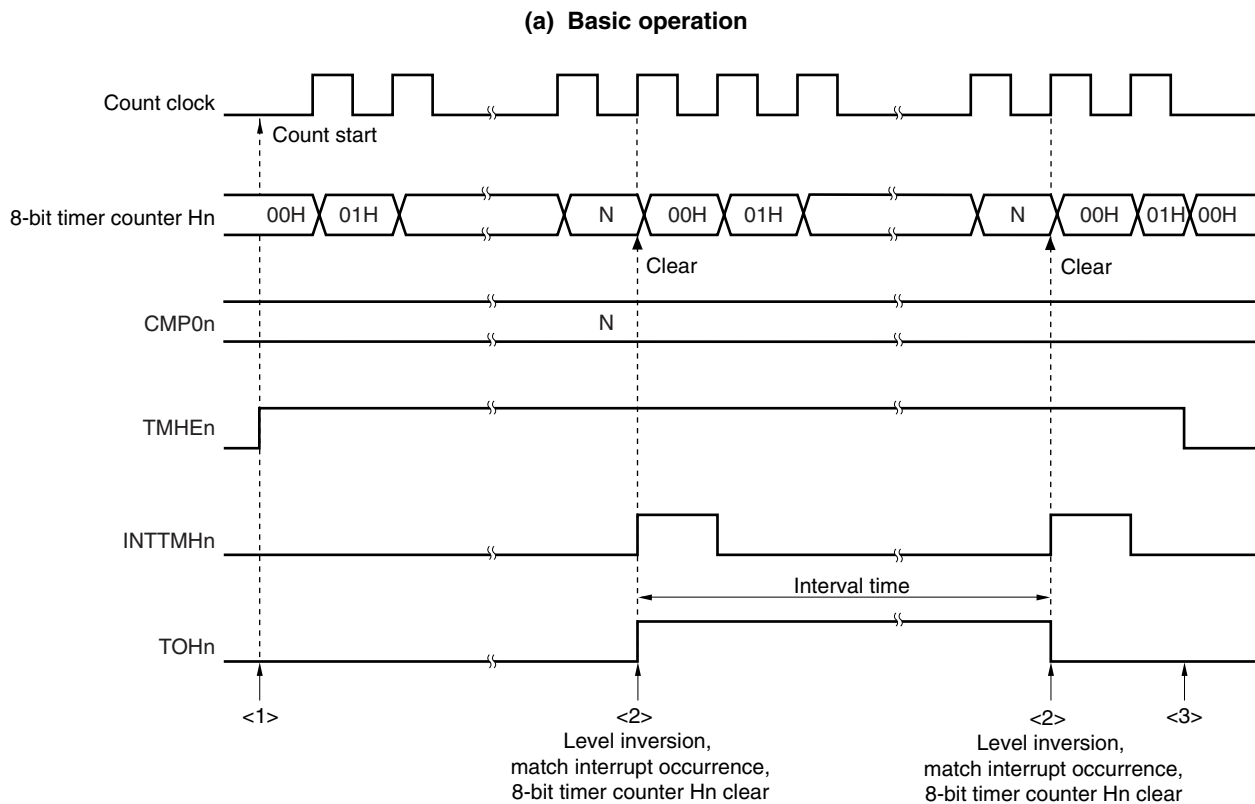 (a) Basic operation
Count clock
Count start
8-bit timer counter Hn
00H 01H N 00H 01H N 00H 01H 00H
Clear Clear
CMP0n
N
TMHEn
INTTMHn
Interval time
TOHn
<1> <2> <2> <3>
Level inversion,
match interrupt occurrence,
8-bit timer counter Hn clear
Level inversion,
match interrupt occurrence,
8-bit timer counter Hn clear